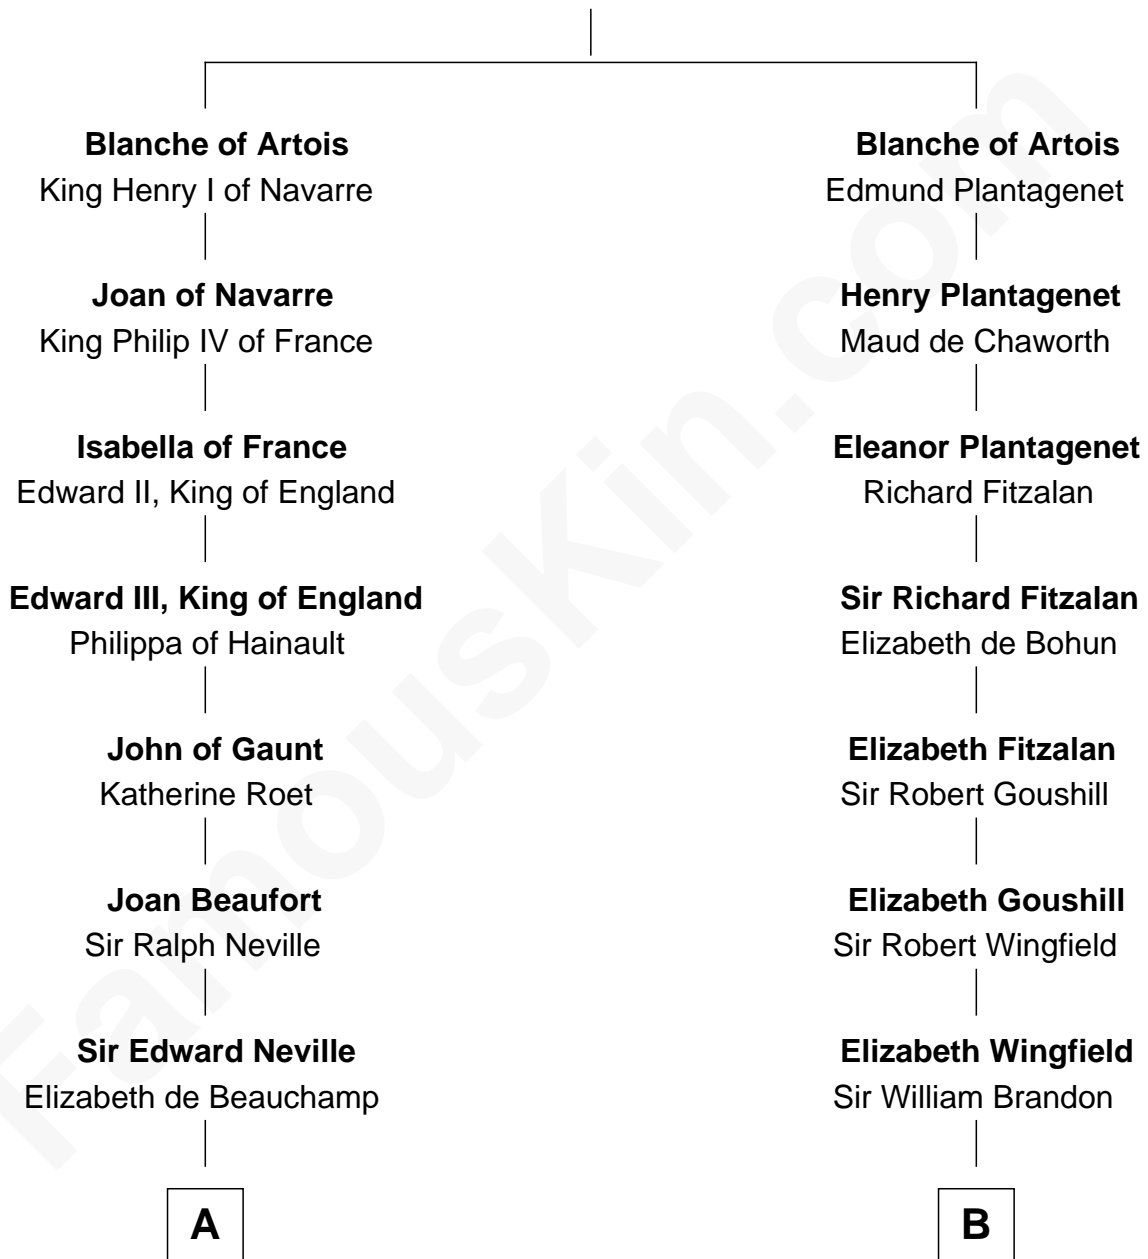 Blanche of Artois
King Henry I of Navarre
Joan of Navarre
King Philip IV of France
Isabella of France
Edward II, King of England
Edward III, King of England
Philippa of Hainault
John of Gaunt
Katherine Roet
Joan Beaufort
Sir Ralph Neville
Sir Edward Neville
Elizabeth de Beauchamp
A
Blanche of Artois
Edmund Plantagenet
Henry Plantagenet
Maud de Chaworth
Eleanor Plantagenet
Richard Fitzalan
Sir Richard Fitzalan
Elizabeth de Bohun
Elizabeth Fitzalan
Sir Robert Goushill
Elizabeth Goushill
Sir Robert Wingfield
Elizabeth Wingfield
Sir William Brandon
B
FamousKin.com